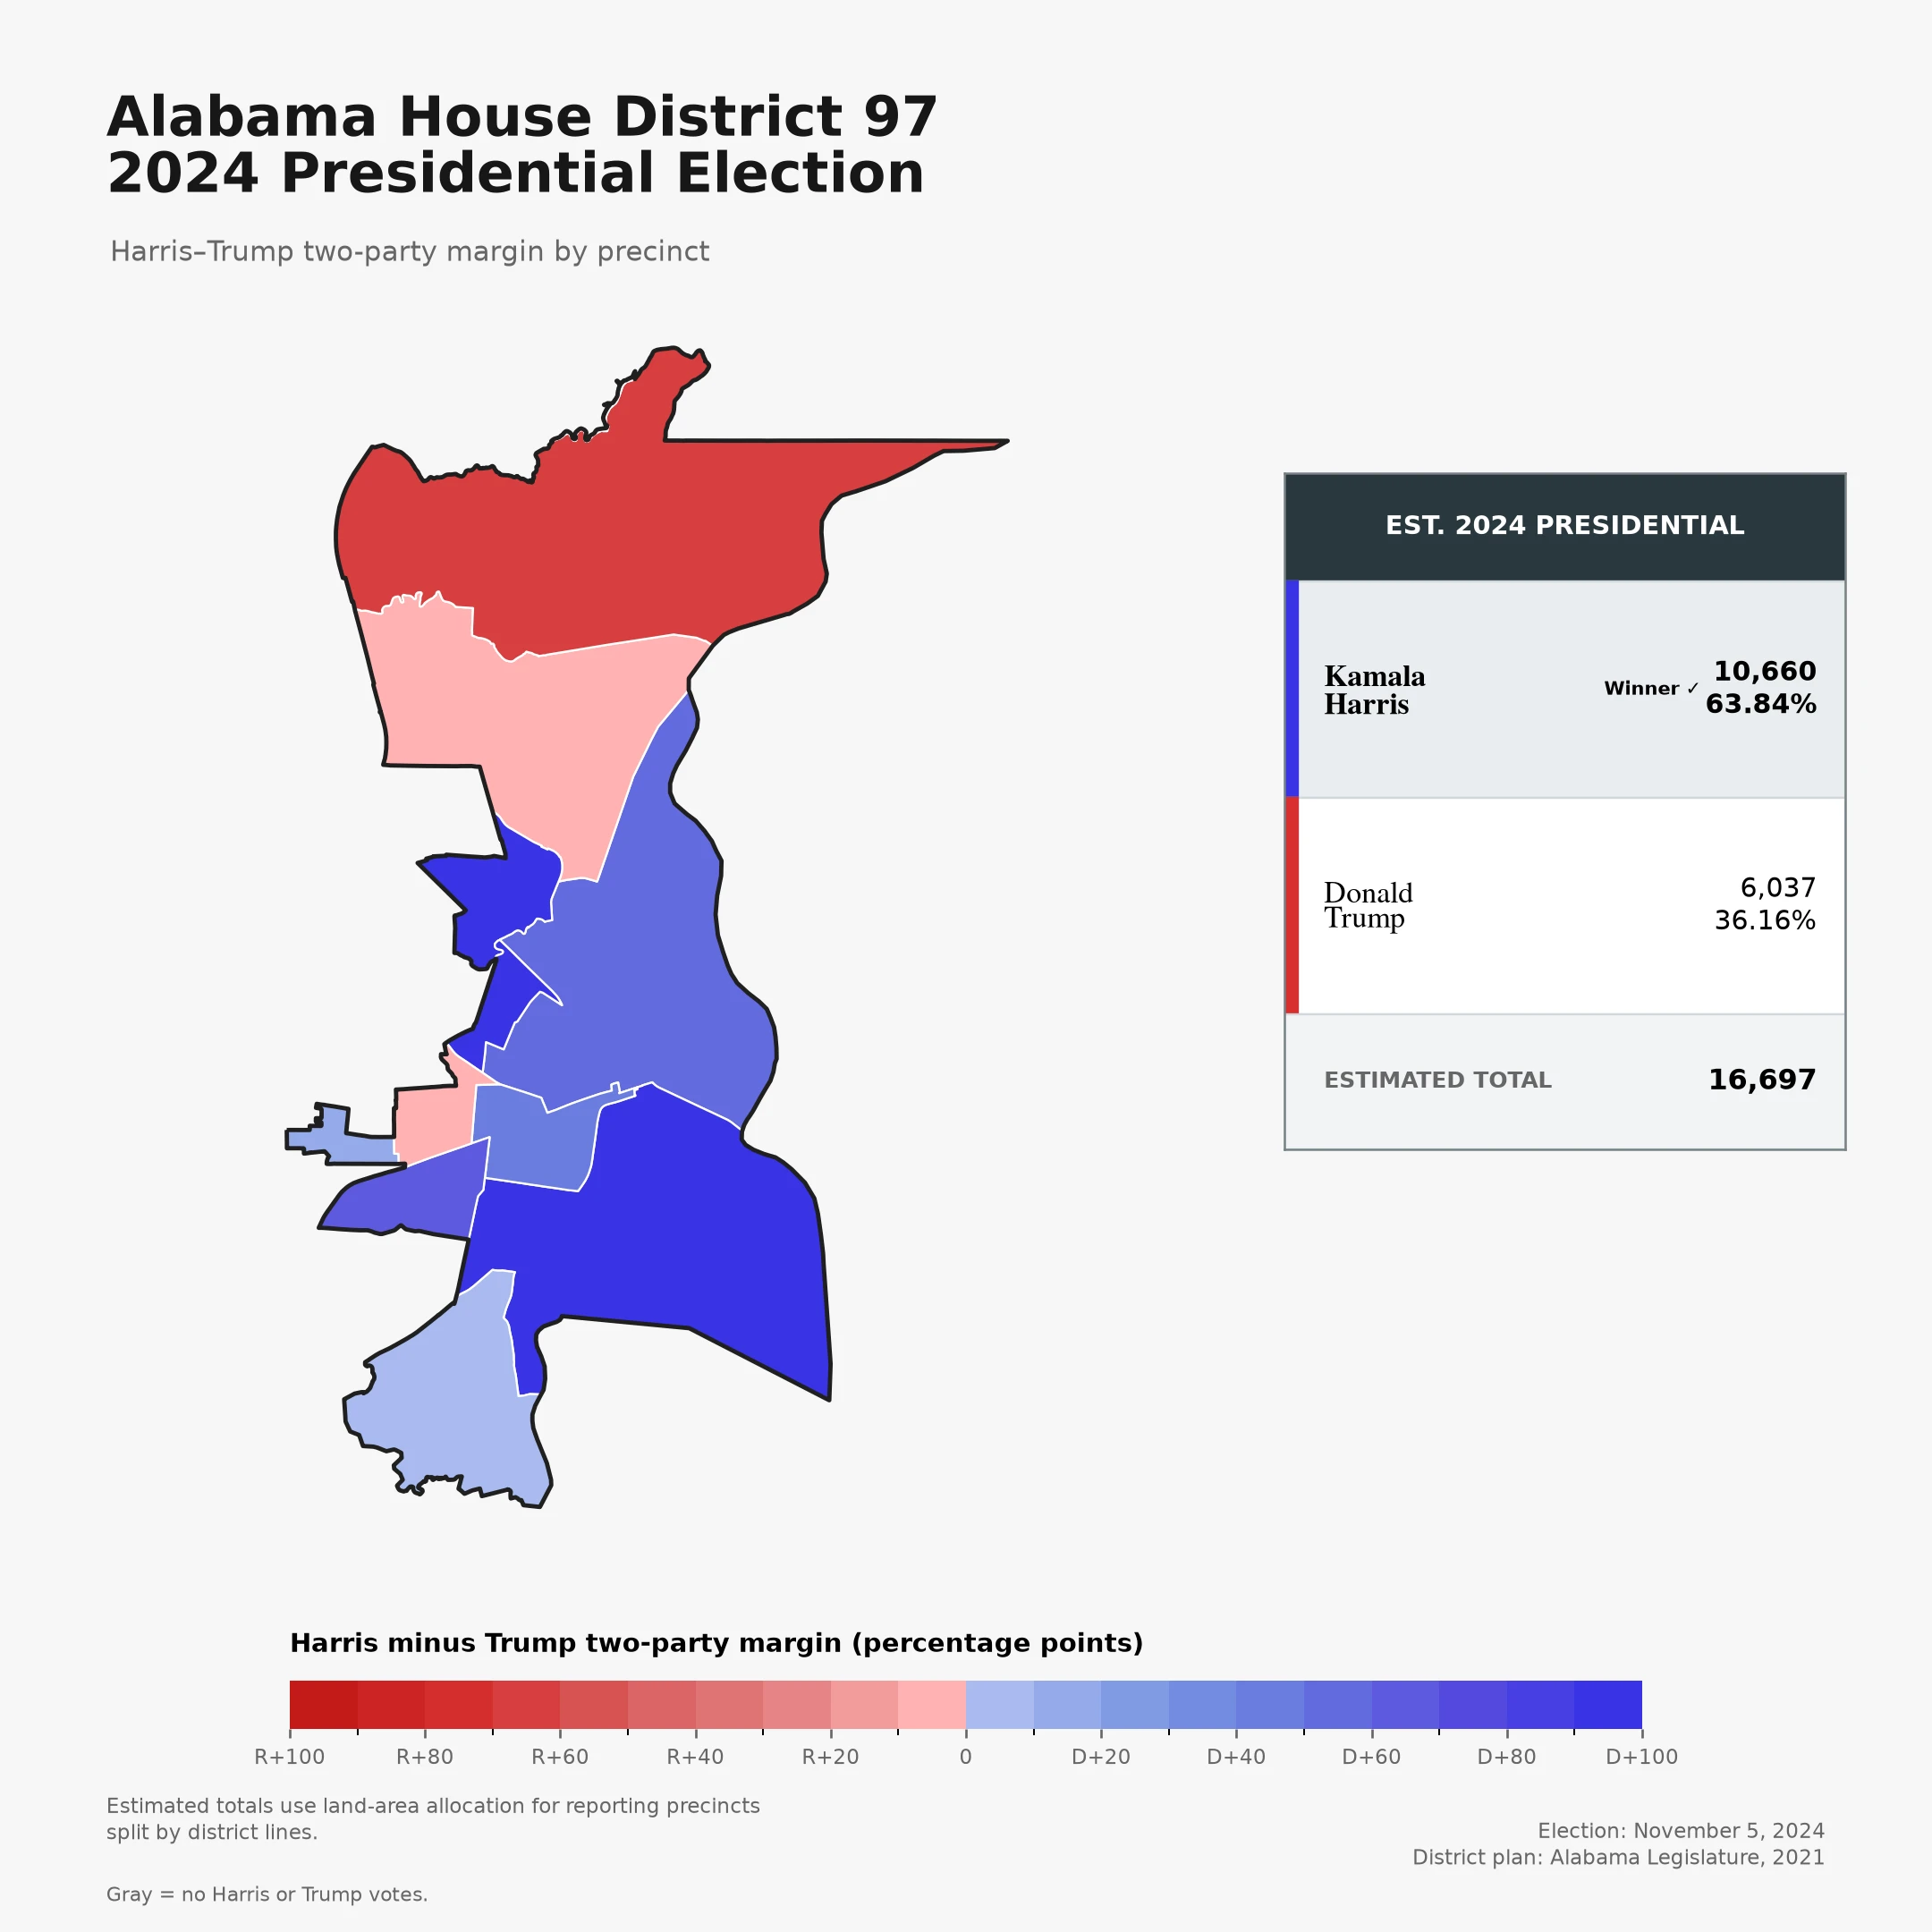 Alabama House District 97
2024 Presidential Election
Harris–Trump two-party margin by precinct
EST. 2024 PRESIDENTIAL
Kamala
Harris
Winner ✓
10,660
63.84%
Donald
Trump
6,037
36.16%
ESTIMATED TOTAL
16,697
Harris minus Trump two-party margin (percentage points)
R+100 R+80 R+60 R+40 R+20 0 D+20 D+40 D+60 D+80 D+100
Estimated totals use land-area allocation for reporting precincts
split by district lines.
Gray = no Harris or Trump votes.
Election: November 5, 2024
District plan: Alabama Legislature, 2021